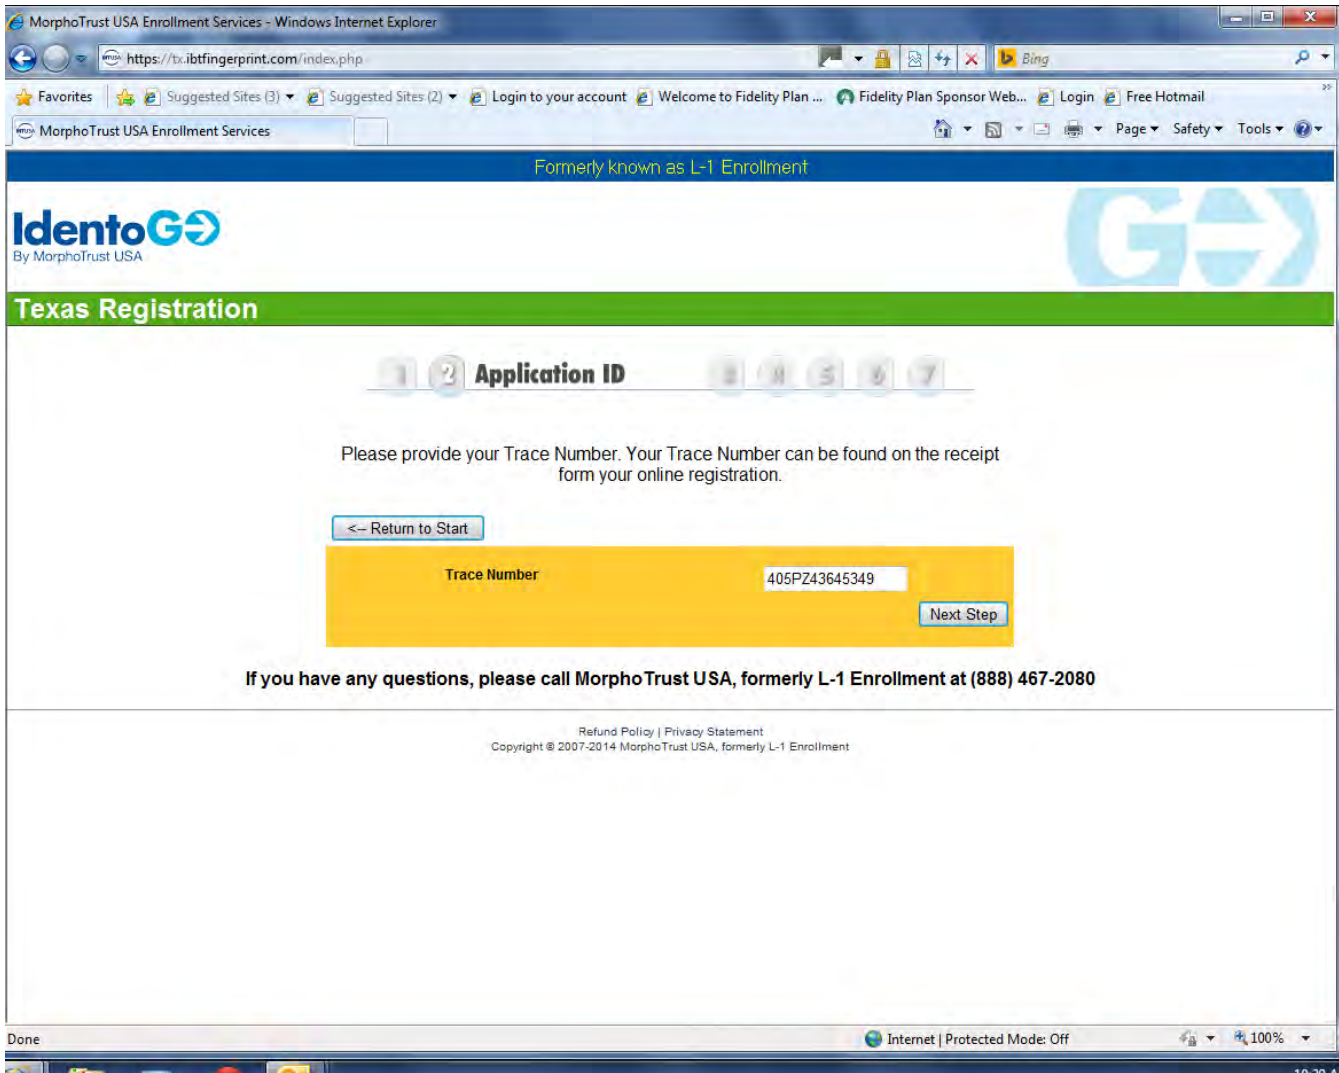 MorphoTrust USA Enrollment Services - Windows Internet Explorer
https://tx.ibtfingerprint.com/index.php
Bing
Favorites Suggested Sites (3) Suggested Sites (2) Login to your account Welcome to Fidelity Plan ... Fidelity Plan Sponsor Web... Login Free Hotmail
MorphoTrust USA Enrollment Services
Page Safety Tools
Formerly known as L-1 Enrollment
IdentoGO
By MorphoTrust USA
Texas Registration
1 2 Application ID 3 4 5 6 7
Please provide your Trace Number. Your Trace Number can be found on the receipt
form your online registration.
<-- Return to Start
Trace Number 405PZ43645349
Next Step
If you have any questions, please call MorphoTrust USA, formerly L-1 Enrollment at (888) 467-2080
Refund Policy | Privacy Statement
Copyright © 2007-2014 MorphoTrust USA, formerly L-1 Enrollment
Done Internet | Protected Mode: Off 100%